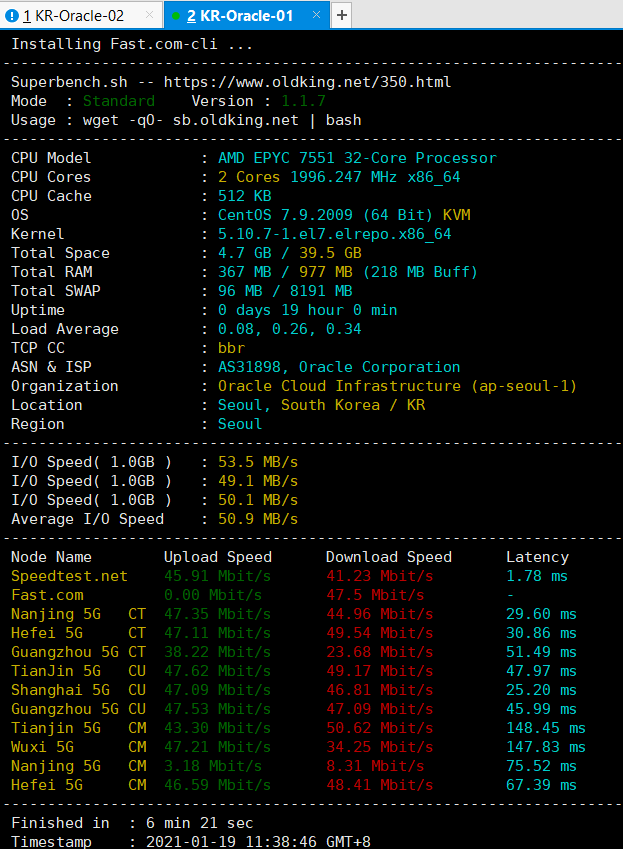 1 KR-Oracle-02 × 2 KR-Oracle-01 × +
Installing Fast.com-cli ...
----------------------------------------------------------------------
Superbench.sh -- https://www.oldking.net/350.html
Mode : Standard Version : 1.1.7
Usage : wget -qO- sb.oldking.net | bash
----------------------------------------------------------------------
CPU Model : AMD EPYC 7551 32-Core Processor
CPU Cores : 2 Cores 1996.247 MHz x86_64
CPU Cache : 512 KB
OS : CentOS 7.9.2009 (64 Bit) KVM
Kernel : 5.10.7-1.el7.elrepo.x86_64
Total Space : 4.7 GB / 39.5 GB
Total RAM : 367 MB / 977 MB (218 MB Buff)
Total SWAP : 96 MB / 8191 MB
Uptime : 0 days 19 hour 0 min
Load Average : 0.08, 0.26, 0.34
TCP CC : bbr
ASN & ISP : AS31898, Oracle Corporation
Organization : Oracle Cloud Infrastructure (ap-seoul-1)
Location : Seoul, South Korea / KR
Region : Seoul
----------------------------------------------------------------------
I/O Speed( 1.0GB ) : 53.5 MB/s
I/O Speed( 1.0GB ) : 49.1 MB/s
I/O Speed( 1.0GB ) : 50.1 MB/s
Average I/O Speed : 50.9 MB/s
----------------------------------------------------------------------
Node Name Upload Speed Download Speed Latency
Speedtest.net 45.91 Mbit/s 41.23 Mbit/s 1.78 ms
Fast.com 0.00 Mbit/s 47.5 Mbit/s -
Nanjing 5G CT 47.35 Mbit/s 44.96 Mbit/s 29.60 ms
Hefei 5G CT 47.11 Mbit/s 49.54 Mbit/s 30.86 ms
Guangzhou 5G CT 38.22 Mbit/s 23.68 Mbit/s 51.49 ms
TianJin 5G CU 47.62 Mbit/s 49.17 Mbit/s 47.97 ms
Shanghai 5G CU 47.09 Mbit/s 46.81 Mbit/s 25.20 ms
Guangzhou 5G CU 47.53 Mbit/s 47.09 Mbit/s 45.99 ms
Tianjin 5G CM 43.30 Mbit/s 50.62 Mbit/s 148.45 ms
Wuxi 5G CM 47.21 Mbit/s 34.25 Mbit/s 147.83 ms
Nanjing 5G CM 3.18 Mbit/s 8.31 Mbit/s 75.52 ms
Hefei 5G CM 46.59 Mbit/s 48.41 Mbit/s 67.39 ms
----------------------------------------------------------------------
Finished in : 6 min 21 sec
Timestamp : 2021-01-19 11:38:46 GMT+8